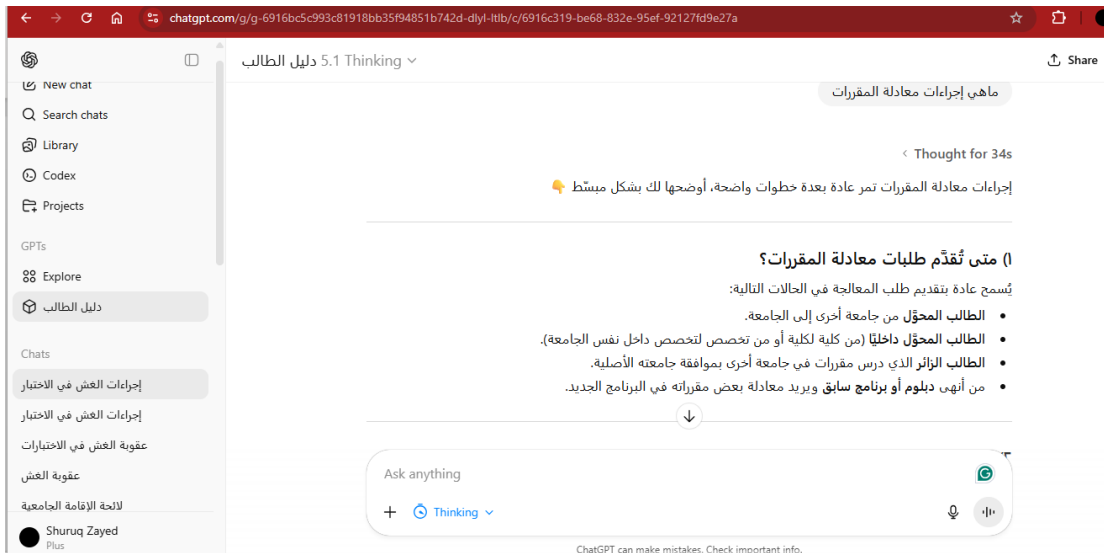 chatgpt.com/g/g-6916bc5c993c81918bb35f94851b742d-dlyl-ltlb/c/6916c319-be68-832e-95ef-92127fd9e27a
New chat
Search chats
Library
Codex
Projects
GPTs
Explore
دليل الطالب
Chats
إجراءات الغش في الاختبار
إجراءات الغش في الاختبار
عقوبة الغش في الاختبارات
عقوبة الغش
لائحة الإقامة الجامعية
Shuruq Zayed
Plus
دليل الطالب 5.1 Thinking
Share
ماهي إجراءات معادلة المقررات
Thought for 34s
إجراءات معادلة المقررات تمر عادة بعدة خطوات واضحة، أوضحها لك بشكل مبسّط 👇
١) متى تُقدَّم طلبات معادلة المقررات؟
يُسمح عادة بتقديم طلب المعالجة في الحالات التالية:
• الطالب المحوَّل من جامعة أخرى إلى الجامعة.
• الطالب المحوَّل داخليًا (من كلية لكلية أو من تخصص لتخصص داخل نفس الجامعة).
• الطالب الزائر الذي درس مقررات في جامعة أخرى بموافقة جامعته الأصلية.
• من أنهى دبلوم أو برنامج سابق ويريد معادلة بعض مقرراته في البرنامج الجديد.
Ask anything
Thinking
ChatGPT can make mistakes. Check important info.